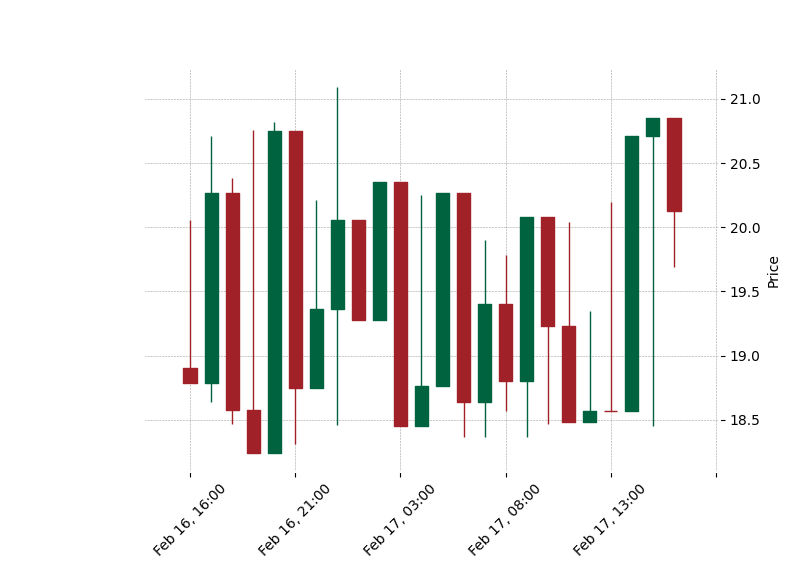 21.0
20.5
20.0
19.5
19.0
18.5
Price
Feb 16, 16:00
Feb 16, 21:00
Feb 17, 03:00
Feb 17, 08:00
Feb 17, 13:00